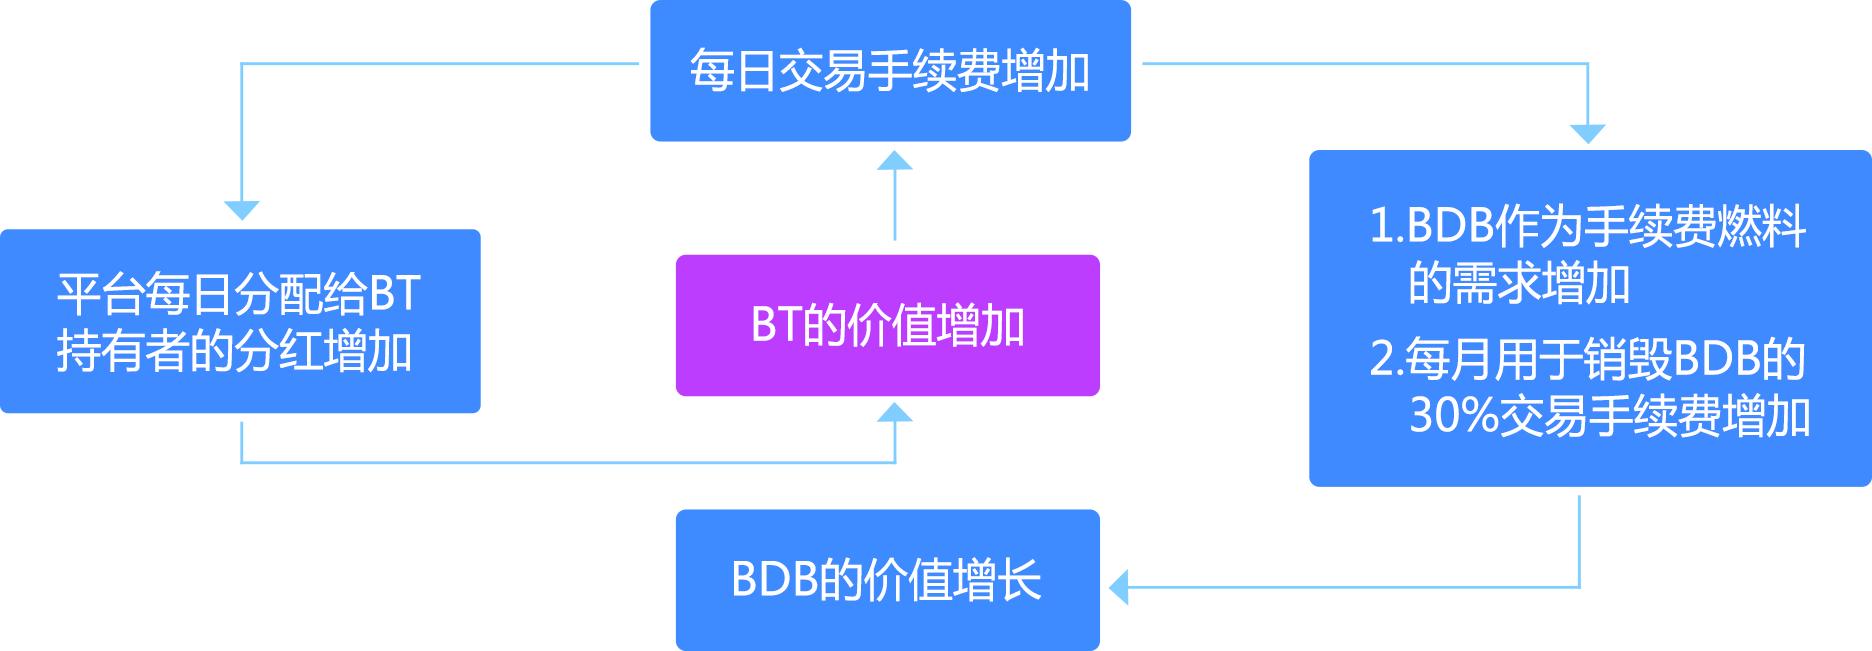 每日交易手续费增加
平台每日分配给BT
持有者的分红增加
BT的价值增加
1.BDB作为手续费燃料
的需求增加
2.每月用于销毁BDB的
30%交易手续费增加
BDB的价值增长